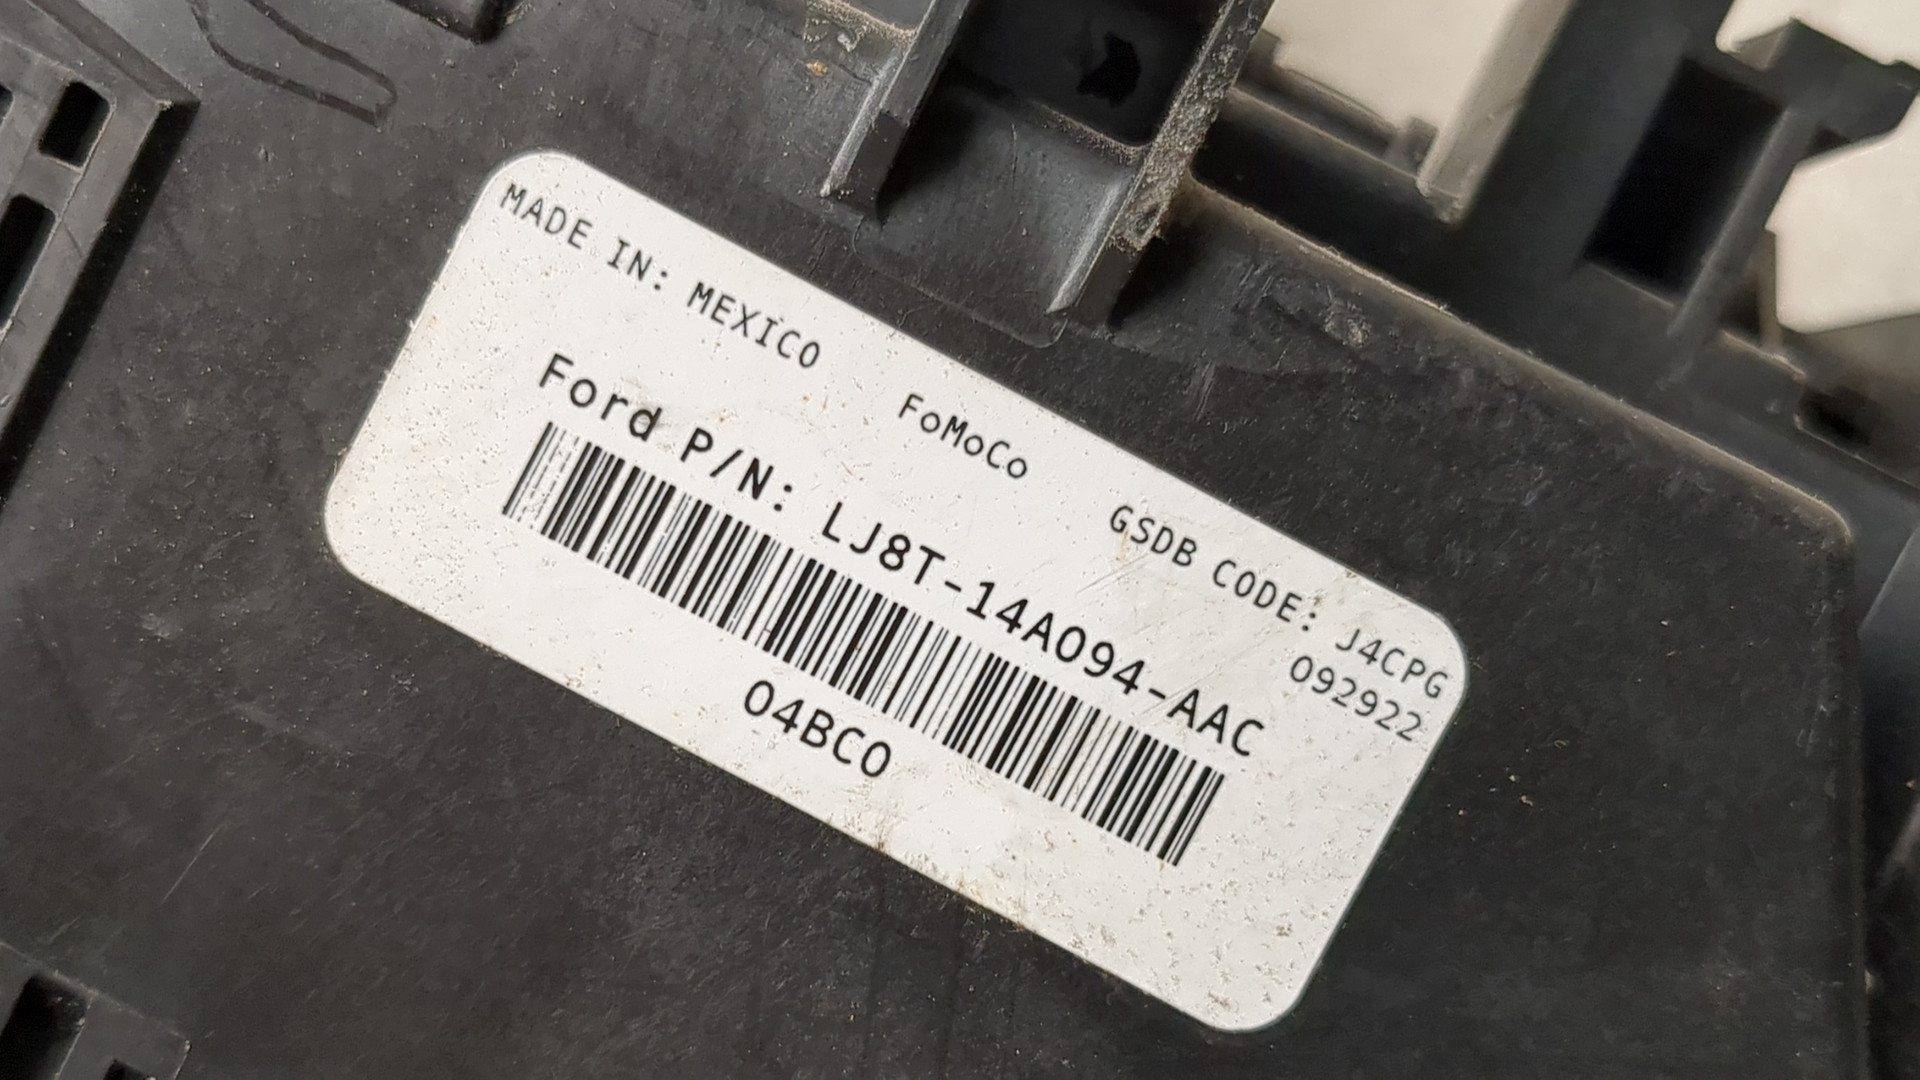 MADE IN: MEXICO FoMoCo GSDB CODE: J4CPG
092922
Ford P/N: LJ8T-14A094-AAC
04BC0